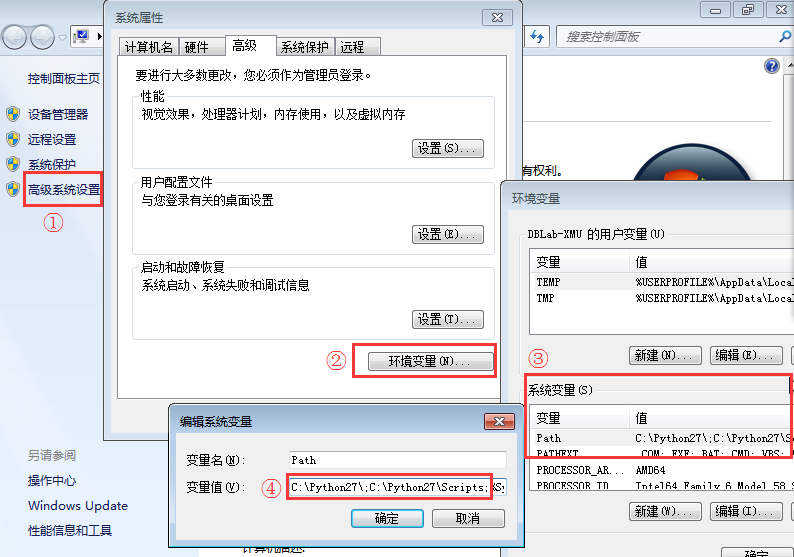 系统属性
计算机名 硬件 高级 系统保护 远程
搜索控制面板
要进行大多数更改，您必须作为管理员登录。
控制面板主页
性能
视觉效果，处理器计划，内存使用，以及虚拟内存
设备管理器
远程设置
设置(S)...
系统保护
有权利。
高级系统设置
①
用户配置文件
与您登录有关的桌面设置
设置(E)...
启动和故障恢复
系统启动、系统失败和调试信息
设置(T)...
② 环境变量(N)...
环境变量
DBLab-XMU 的用户变量(U)
变量 值
TEMP %USERPROFILE%\AppData\Loca
TMP %USERPROFILE%\AppData\Loca
新建(N)... 编辑(E)...
③
系统变量(S)
变量 值
Path C:\Python27\;C:\Python27\S
PATHEXT .COM;.EXE;.BAT;.CMD;.VBS;
PROCESSOR_AR... AMD64
PROCESSOR_ID Intel64 Family 6 Model 58 S
新建(W)... 编辑(I)...
确定
编辑系统变量
变量名(N): Path
变量值(V): ④ C:\Python27\;C:\Python27\Scripts;%Sy
确定 取消
另请参阅
操作中心
Windows Update
性能信息和工具
计算机描述: